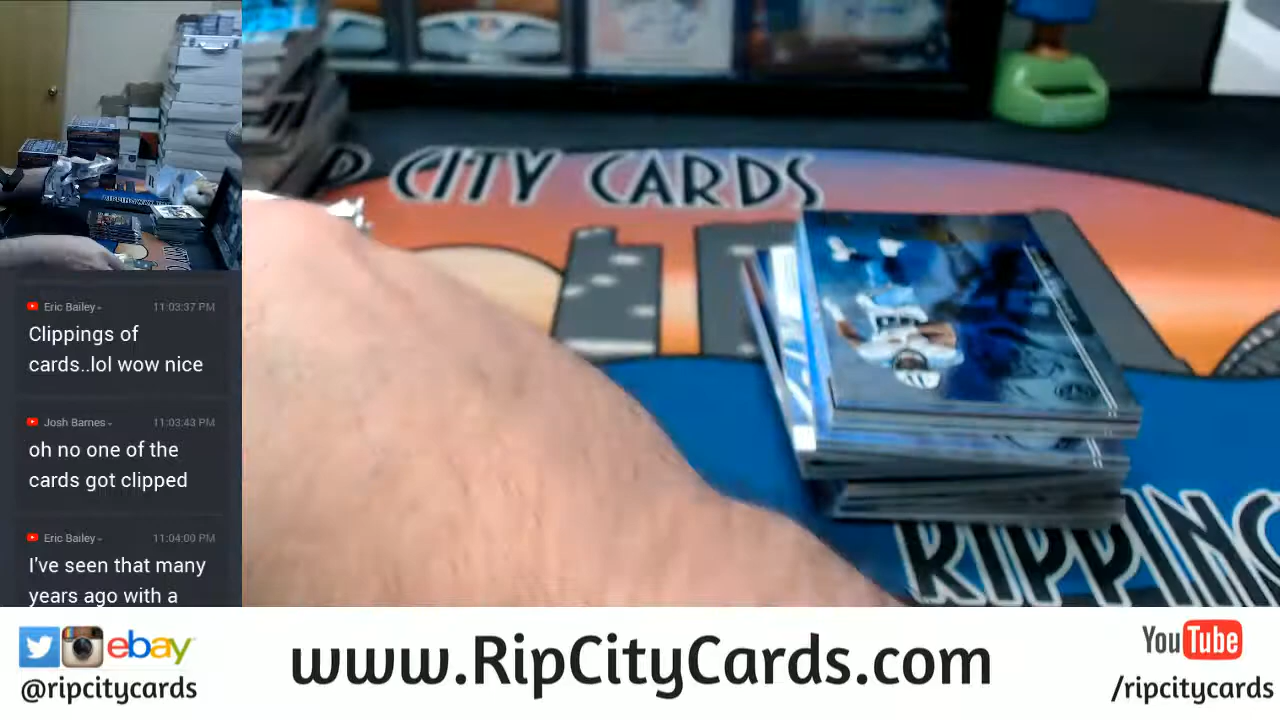 P CITY CARDS
RIPPING
Eric Bailey
11:03:37 PM
Clippings of
cards..lol wow nice
Josh Barnes
11:03:43 PM
oh no one of the
cards got clipped
Eric Bailey
11:04:00 PM
I've seen that many
years ago with a
ebay
@ripcitycards
www.RipCityCards.com
YouTube
/ripcitycards